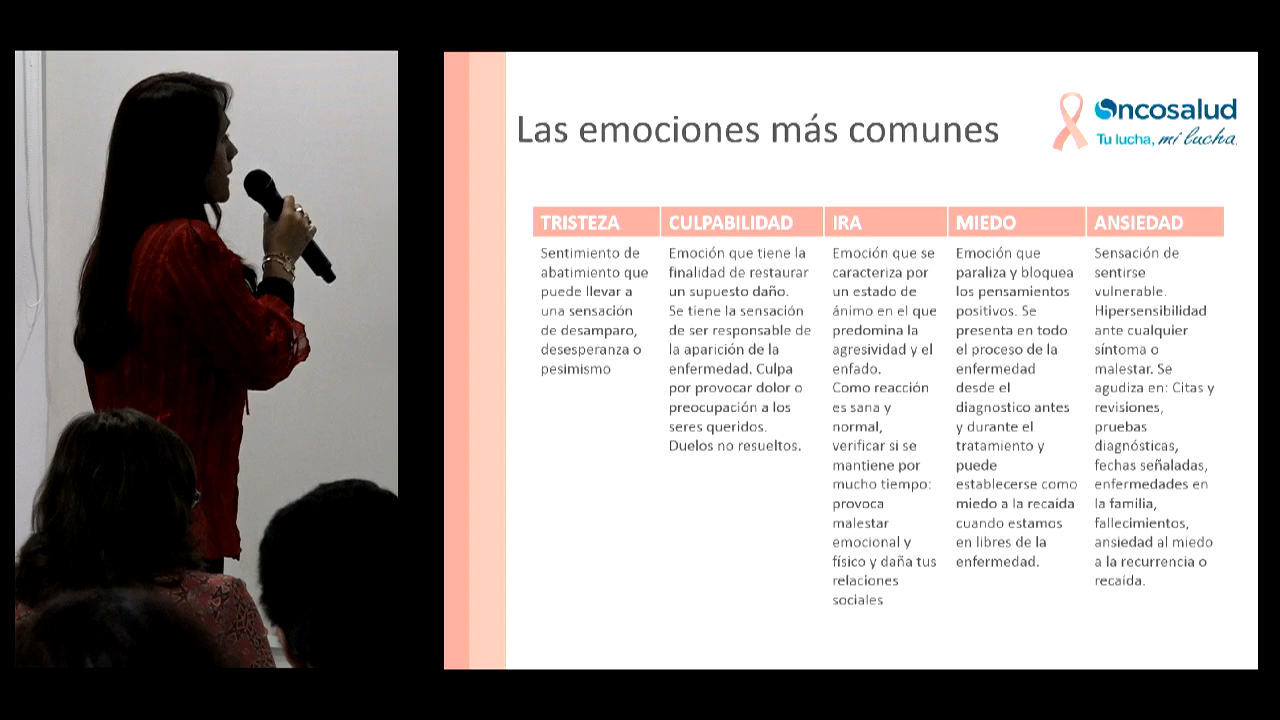 Las emociones más comunes
Oncosalud
Tu lucha, mi lucha.
TRISTEZA
Sentimiento de
abatimiento que
puede llevar a
una sensación
de desamparo,
desesperanza o
pesimismo
CULPABILIDAD
Emoción que tiene la
finalidad de restaurar
un supuesto daño.
Se tiene la sensación
de ser responsable de
la aparición de la
enfermedad. Culpa
por provocar dolor o
preocupación a los
seres queridos.
Duelos no resueltos.
IRA
Emoción que se
caracteriza por
un estado de
ánimo en el que
predomina la
agresividad y el
enfado.
Como reacción
es sana y
normal,
verificar si se
mantiene por
mucho tiempo:
provoca
malestar
emocional y
físico y daña tus
relaciones
sociales
MIEDO
Emoción que
paraliza y bloquea
los pensamientos
positivos. Se
presenta en todo
el proceso de la
enfermedad
desde el
diagnostico antes
y durante el
tratamiento y
puede
establecerse como
miedo a la recaída
cuando estamos
en libres de la
enfermedad.
ANSIEDAD
Sensación de
sentirse
vulnerable.
Hipersensibilidad
ante cualquier
síntoma o
malestar. Se
agudiza en: Citas y
revisiones,
pruebas
diagnósticas,
fechas señaladas,
enfermedades en
la familia,
fallecimientos,
ansiedad al miedo
a la recurrencia o
recaída.